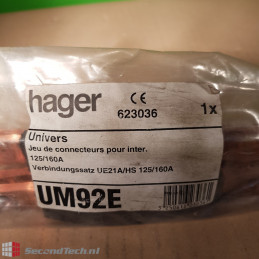 hager
CE
623036
1x
Univers
Jeu de connecteurs pour inter.
125/160A
Verbindungssatz UE21A/HS 125/160A
UM92E
SecondTech.nl